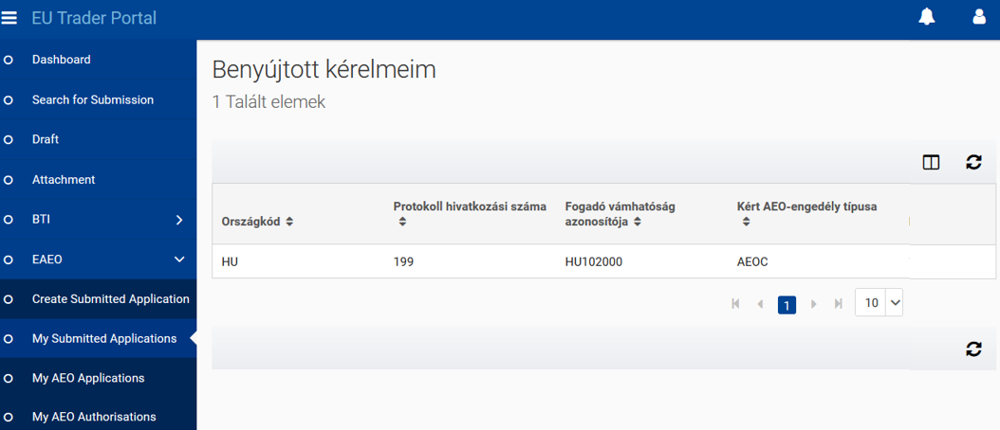 EU Trader Portal
Dashboard
Search for Submission
Draft
Attachment
BTI
EAEO
Create Submitted Application
My Submitted Applications
My AEO Applications
My AEO Authorisations
Benyújtott kérelmeim
1 Talált elemek
Országkód
Protokoll hivatkozási száma
Fogadó vámhatóság
azonosítója
Kért AEO-engedély típusa
HU
199
HU102000
AEOC
1
10